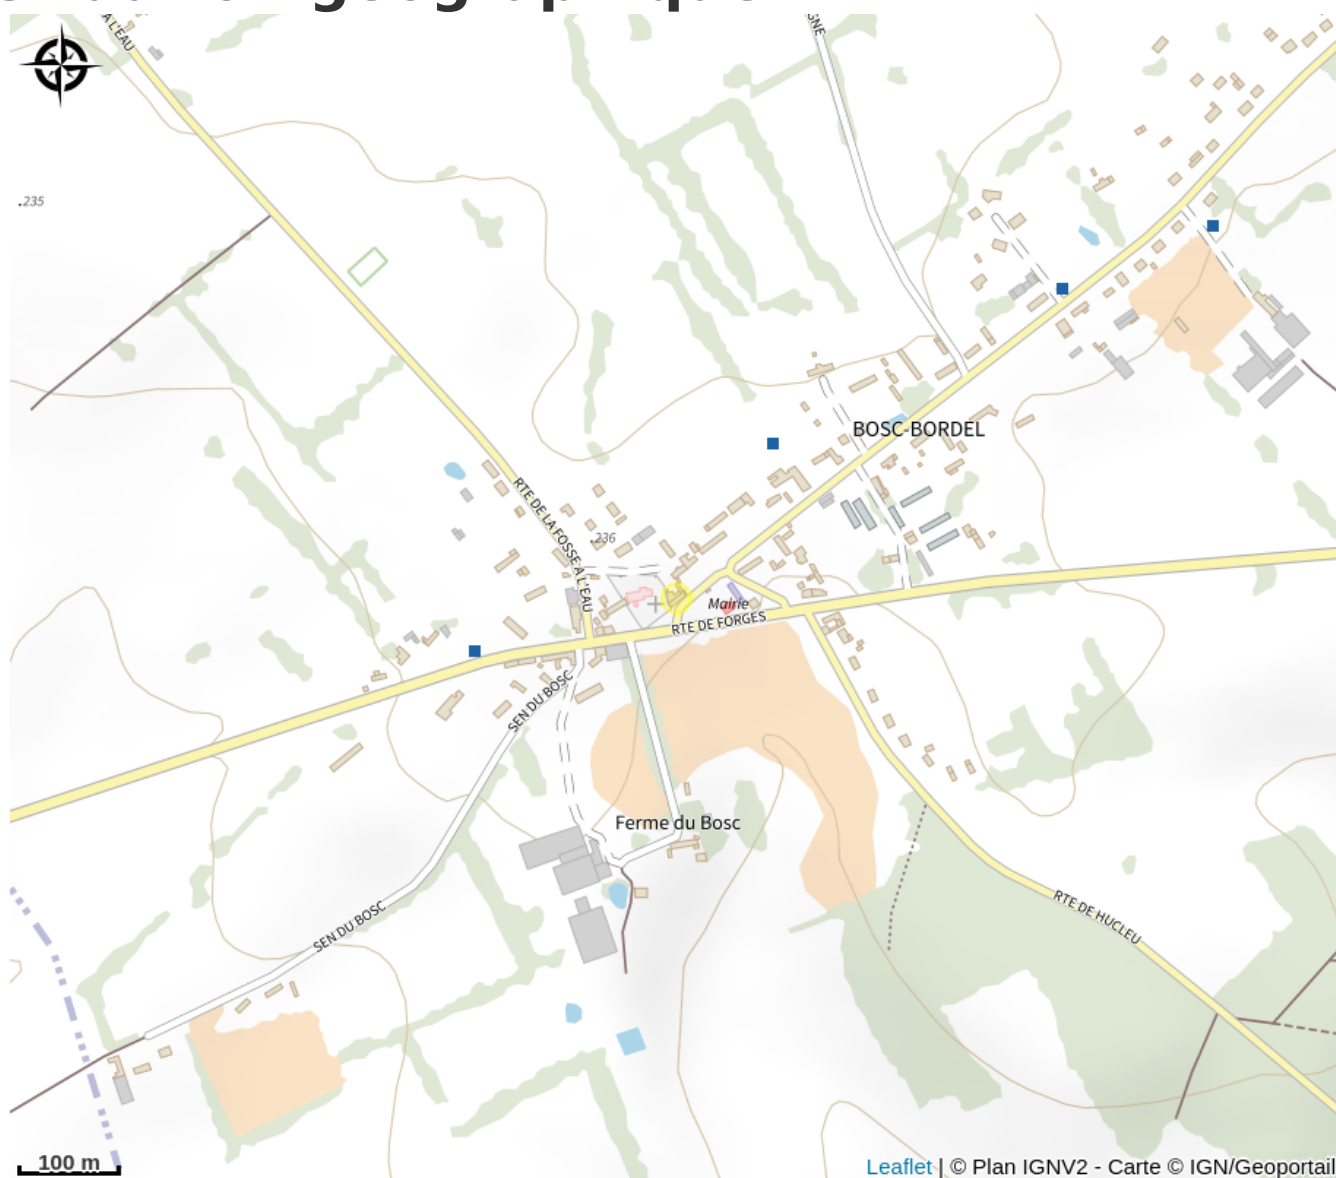 A L'EAU
GNE
.235
BOSC-BORDEL
RTE DE LA FOSSE A L'EAU
.236
Mairie
RTE DE FORGES
SEN DU BOSC
Ferme du Bosc
SEN DU BOSC
RTE DE HUCLEU
100 m
Leaflet | © Plan IGNV2 - Carte © IGN/Geoportail